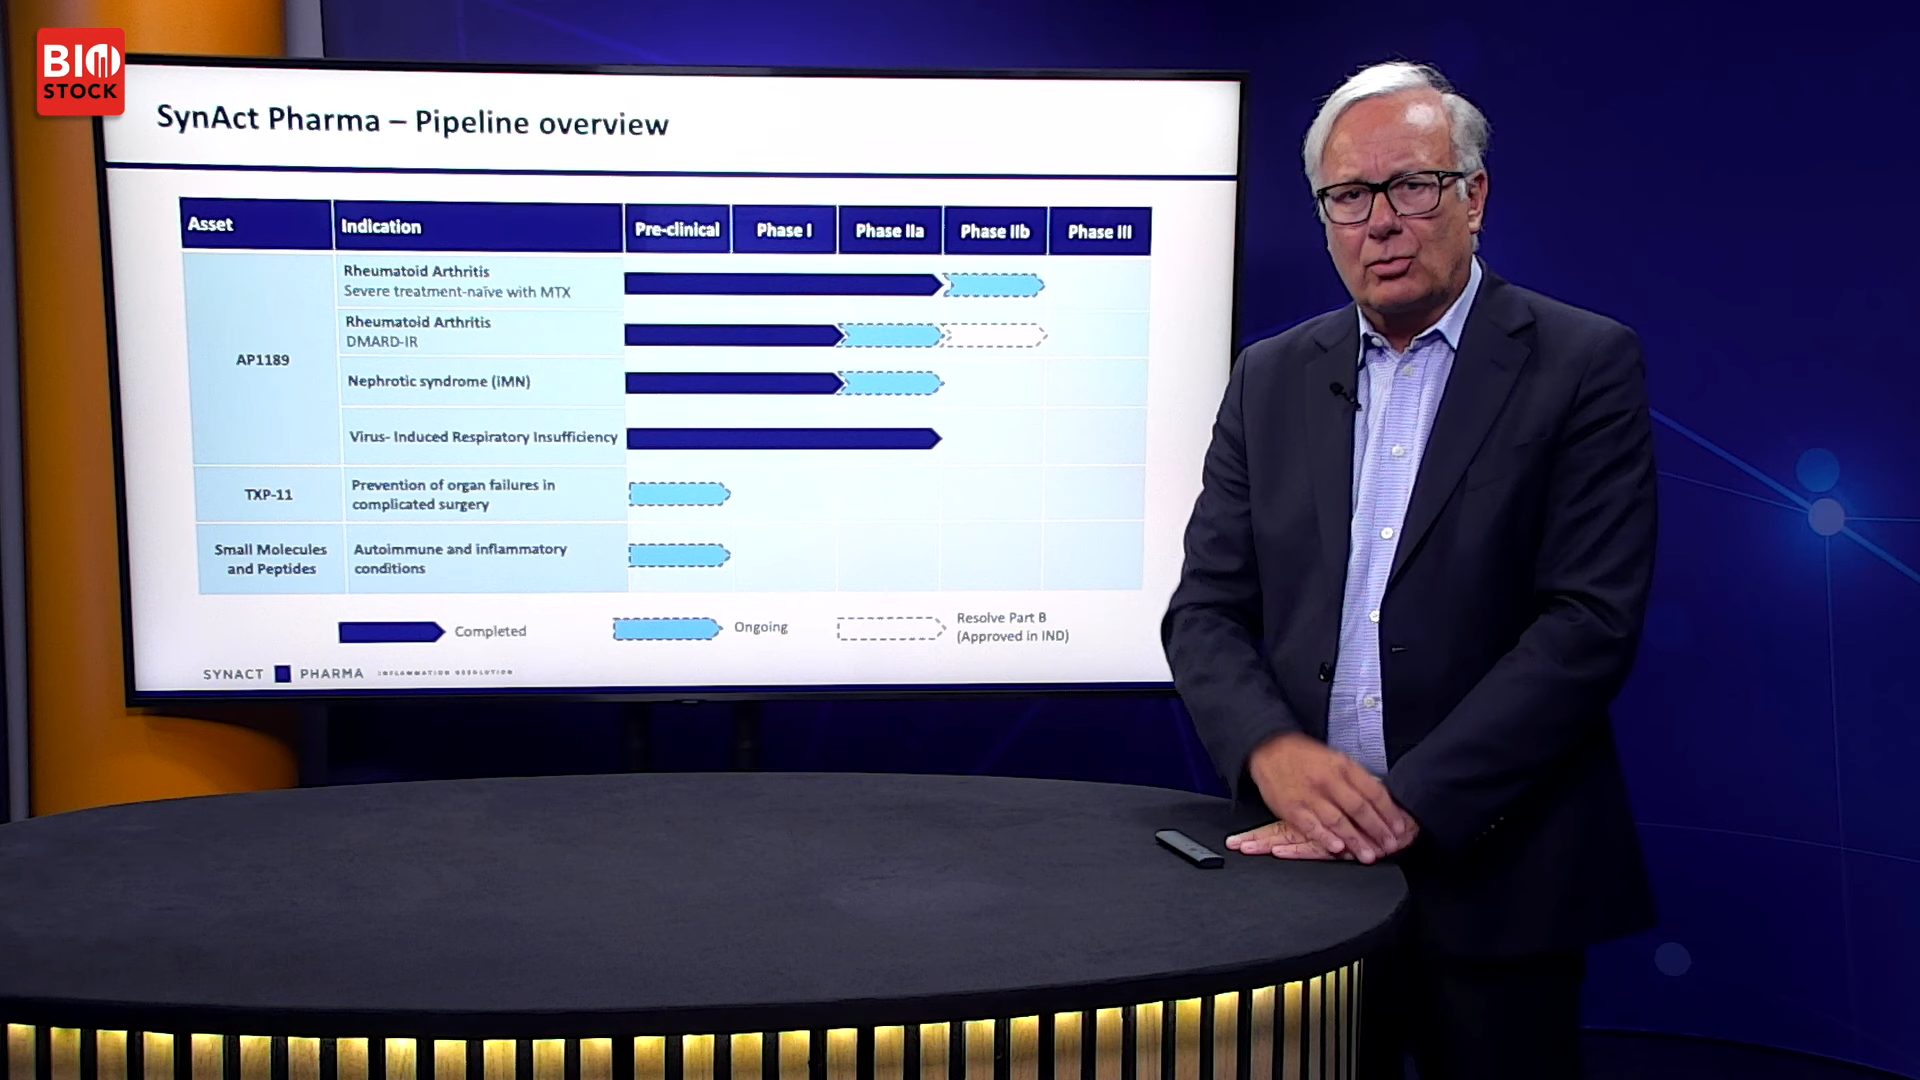 BIO
STOCK
SynAct Pharma – Pipeline overview
Asset
Indication
Pre-clinical
Phase I
Phase IIa
Phase IIb
Phase III
AP1189
Rheumatoid Arthritis
Severe treatment-naïve with MTX
Rheumatoid Arthritis
DMARD-IR
Nephrotic syndrome (iMN)
Virus- Induced Respiratory Insufficiency
TXP-11
Prevention of organ failures in
complicated surgery
Small Molecules
and Peptides
Autoimmune and inflammatory
conditions
Completed
Ongoing
Resolve Part B
(Approved in IND)
SYNACT PHARMA INFLAMMATION RESOLUTION